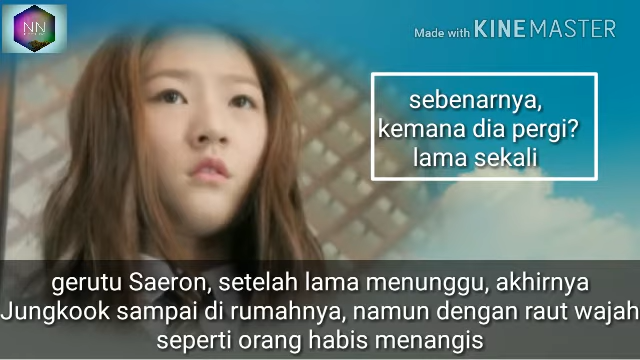 NN
Made with KINEMASTER
sebenarnya,
kemana dia pergi?
lama sekali
gerutu Saeron, setelah lama menunggu, akhirnya
Jungkook sampai di rumahnya, namun dengan raut wajah
seperti orang habis menangis